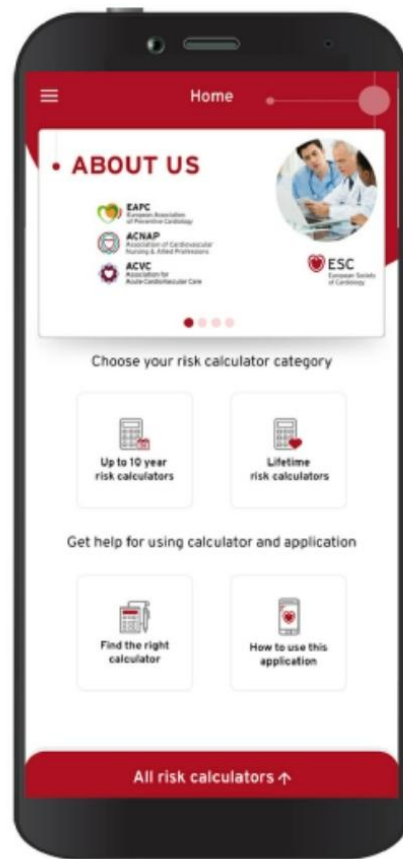 Home
ABOUT US
EAPC
European Association
of Preventive Cardiology
ACNAP
Association of Cardiovascular
Nursing & Allied Professions
ACVC
Association for
Acute CardioVascular Care
ESC
European Society
of Cardiology
Choose your risk calculator category
Up to 10 year
risk calculators
Lifetime
risk calculators
Get help for using calculator and application
Find the right
calculator
How to use this
application
All risk calculators ↑